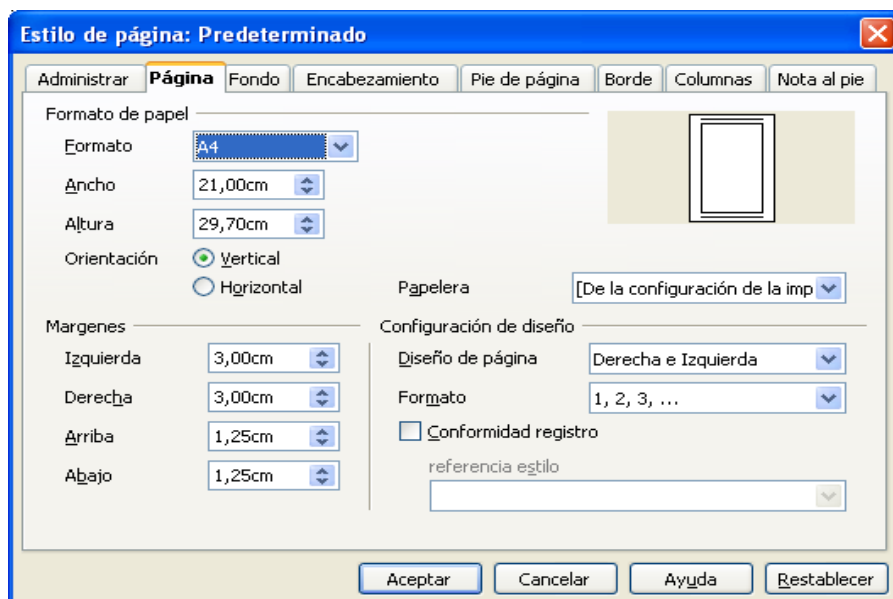 Estilo de página: Predeterminado
Administrar Página Fondo Encabezamiento Pie de página Borde Columnas Nota al pie
Formato de papel
Formato A4
Ancho 21,00cm
Altura 29,70cm
Orientación Vertical
Horizontal Papelera [De la configuración de la imp
Margenes Configuración de diseño
Izquierda 3,00cm Diseño de página Derecha e Izquierda
Derecha 3,00cm Formato 1, 2, 3, ...
Arriba 1,25cm Conformidad registro
Abajo 1,25cm referencia estilo
Aceptar Cancelar Ayuda Restablecer